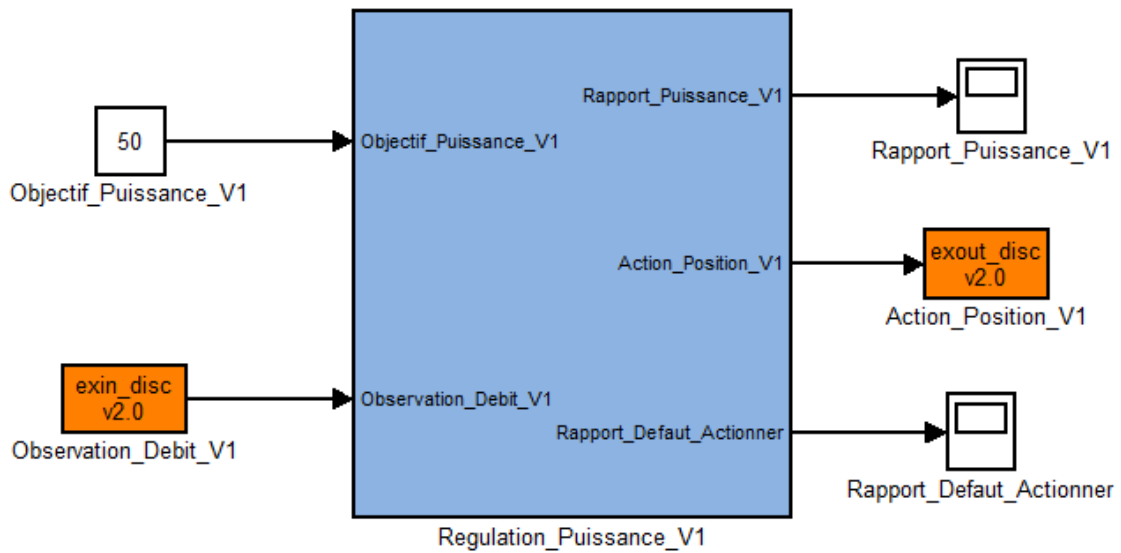 50
Objectif_Puissance_V1
exin_disc
v2.0
Observation_Debit_V1
Objectif_Puissance_V1
Observation_Debit_V1
Rapport_Puissance_V1
Action_Position_V1
Rapport_Defaut_Actionner
Regulation_Puissance_V1
Rapport_Puissance_V1
exout_disc
v2.0
Action_Position_V1
Rapport_Defaut_Actionner